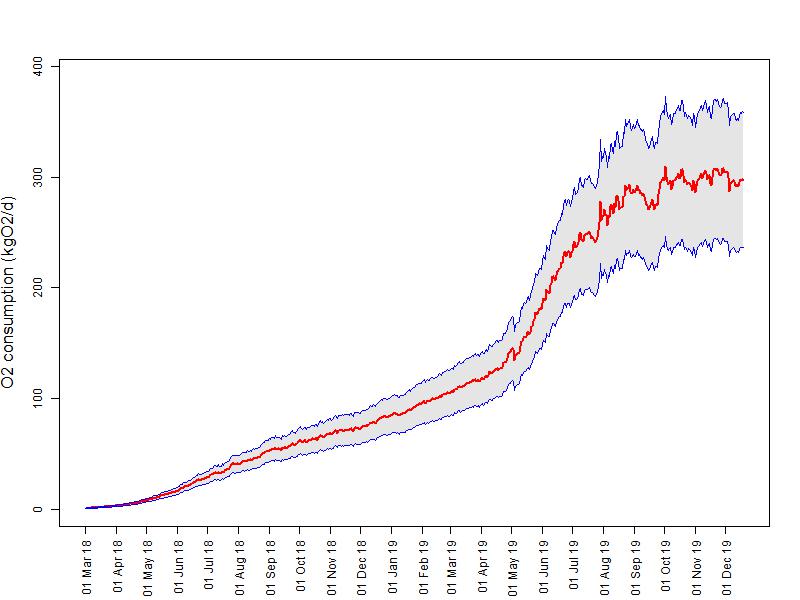 O2 consumption (kgO2/d)
400
300
200
100
0
01 Mar 18
01 Apr 18
01 May 18
01 Jun 18
01 Jul 18
01 Aug 18
01 Sep 18
01 Oct 18
01 Nov 18
01 Dec 18
01 Jan 19
01 Feb 19
01 Mar 19
01 Apr 19
01 May 19
01 Jun 19
01 Jul 19
01 Aug 19
01 Sep 19
01 Oct 19
01 Nov 19
01 Dec 19